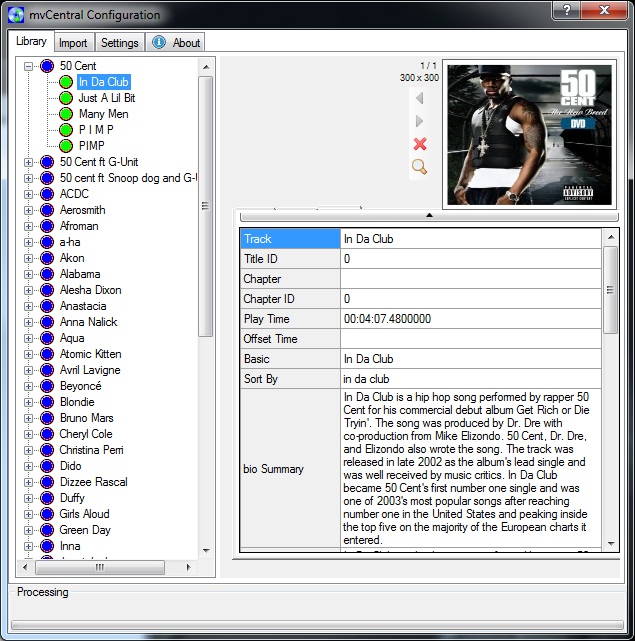 mvCentral Configuration
Library
Import
Settings
About
50 Cent
In Da Club
Just A Lil Bit
Many Men
P I M P
PIMP
50 Cent ft G-Unit
50 cent ft Snoop dog and G-U
ACDC
Aerosmith
Afroman
a-ha
Akon
Alabama
Alesha Dixon
Anastacia
Anna Nalick
Aqua
Atomic Kitten
Avril Lavigne
Beyoncé
Blondie
Bruno Mars
Cheryl Cole
Christina Perri
Dido
Dizzee Rascal
Duffy
Girls Aloud
Green Day
Inna
1 / 1
300 x 300
50
CENT
The New Breed
DVD
PARENTAL
ADVISORY
EXPLICIT CONTENT
Track In Da Club
Title ID 0
Chapter
Chapter ID 0
Play Time 00:04:07.4800000
Offset Time
Basic In Da Club
Sort By in da club
bio Summary
In Da Club is a hip hop song performed by rapper 50
Cent for his commercial debut album Get Rich or Die
Tryin'. The song was produced by Dr. Dre with
co-production from Mike Elizondo. 50 Cent, Dr. Dre,
and Elizondo also wrote the song. The track was
released in late 2002 as the album's lead single and
was well received by music critics. In Da Club
became 50 Cent's first number one single and was
one of 2003's most popular songs after reaching
number one in the United States and peaking inside
the top five on the majority of the European charts it
entered.
Processing